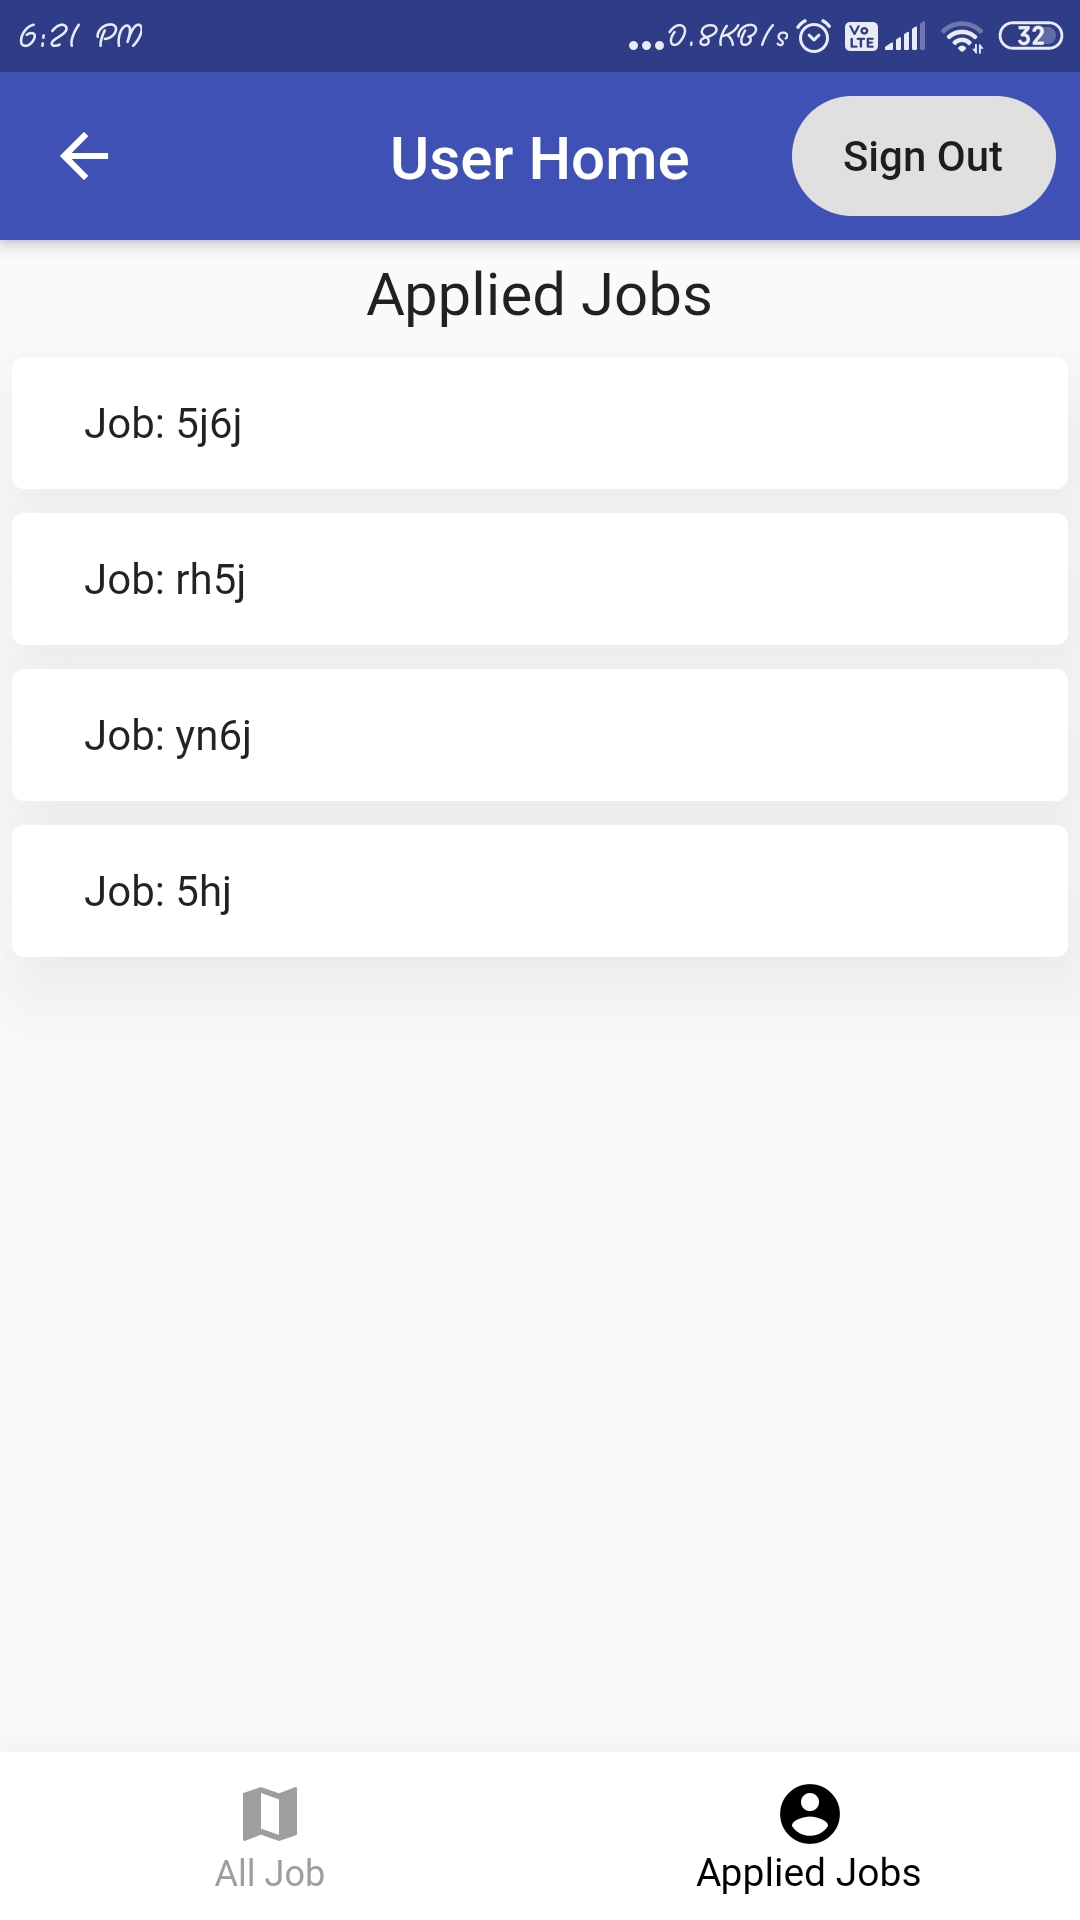 6:21 PM ...0.8KB/s Vo LTE 32
User Home Sign Out
Applied Jobs
Job: 5j6j
Job: rh5j
Job: yn6j
Job: 5hj
All Job Applied Jobs